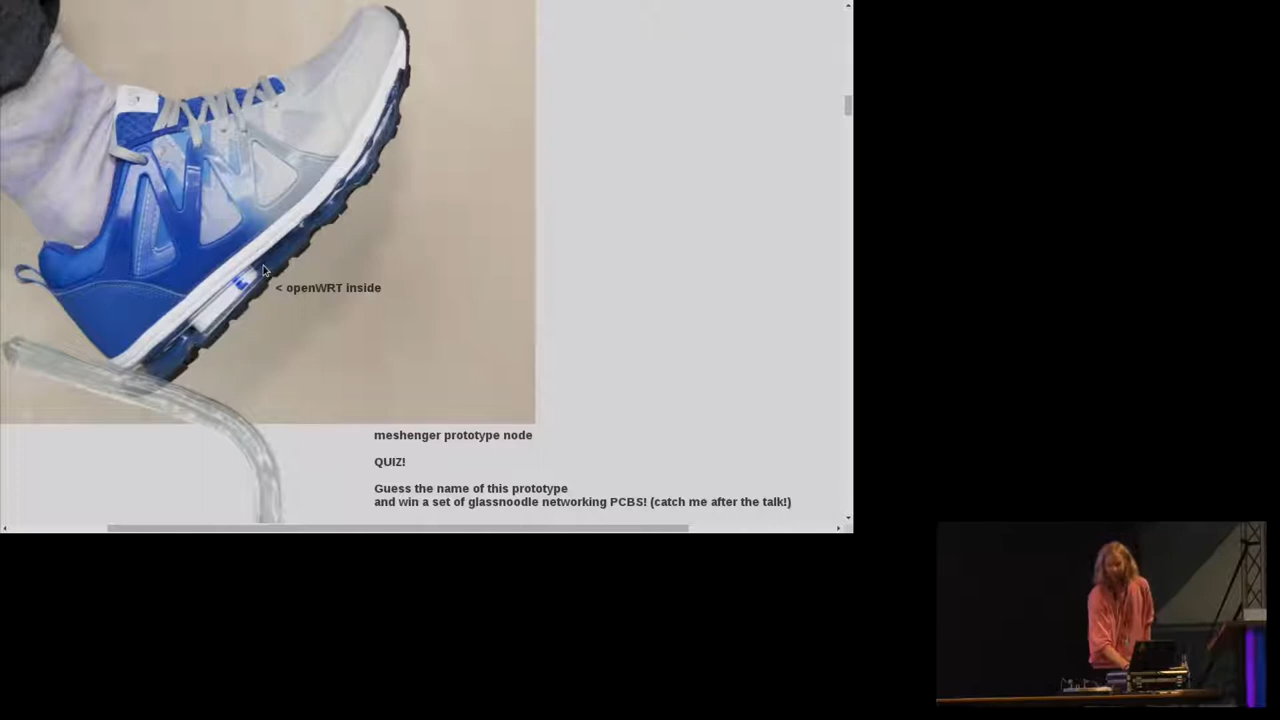 < openWRT inside
meshenger prototype node
QUIZ!
Guess the name of this prototype
and win a set of glassnoodle networking PCBS! (catch me after the talk!)